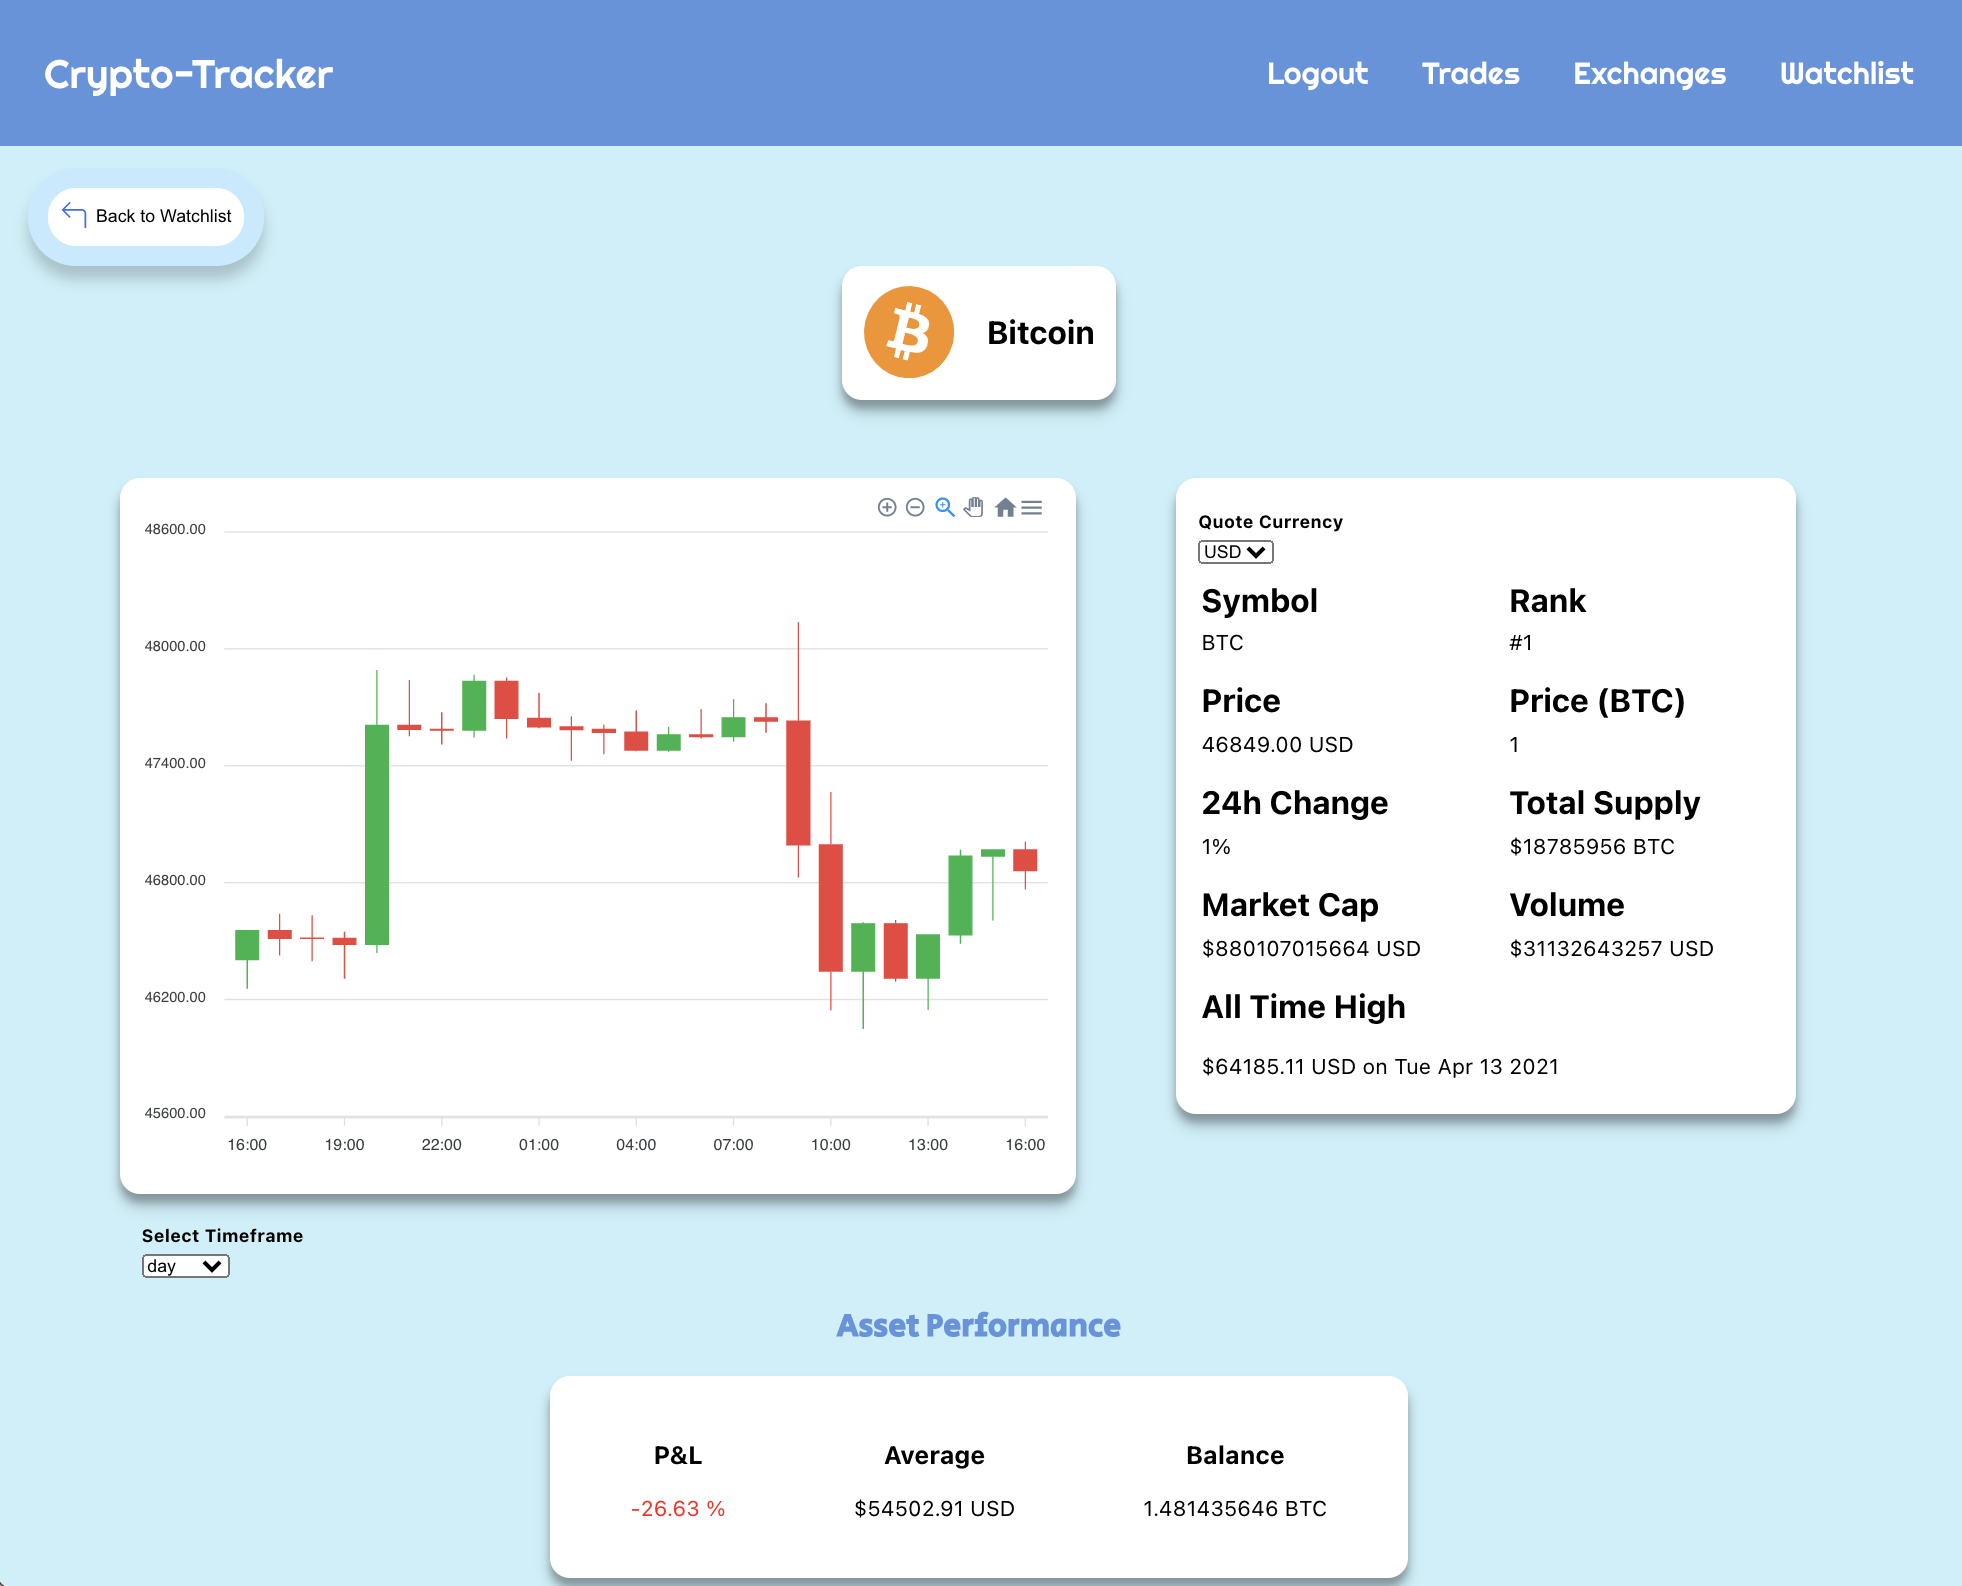 Crypto-Tracker
Logout
Trades
Exchanges
Watchlist
Back to Watchlist
Bitcoin
48600.00
48000.00
47400.00
46800.00
46200.00
45600.00
16:00
19:00
22:00
01:00
04:00
07:00
10:00
13:00
16:00
Select Timeframe
day
Quote Currency
USD
Symbol
BTC
Rank
#1
Price
46849.00 USD
Price (BTC)
1
24h Change
1%
Total Supply
$18785956 BTC
Market Cap
$880107015664 USD
Volume
$31132643257 USD
All Time High
$64185.11 USD on Tue Apr 13 2021
Asset Performance
P&L
-26.63 %
Average
$54502.91 USD
Balance
1.481435646 BTC